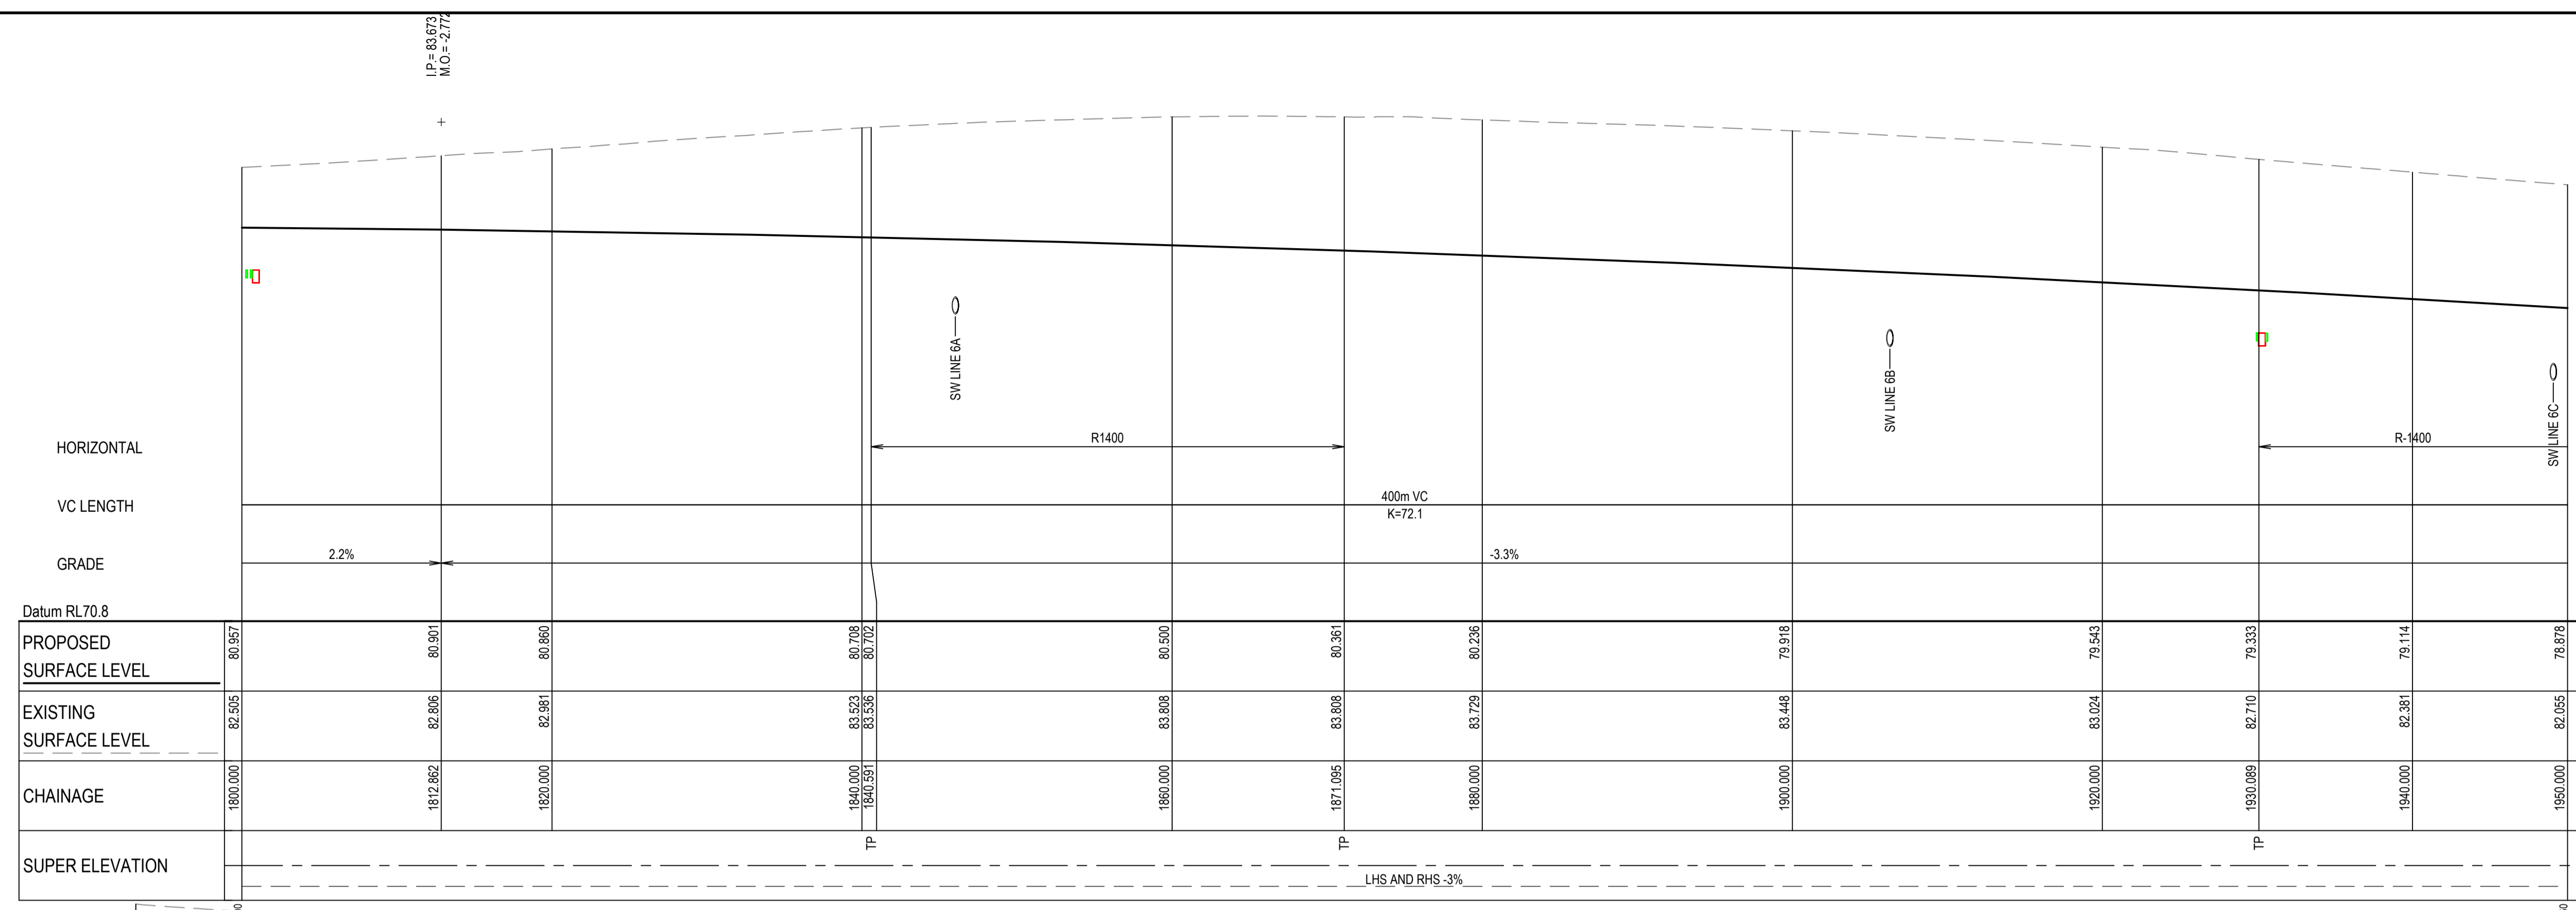 I.P.= 83.673
M.O.= -2.772
SW LINE 6A
SW LINE 6B
SW LINE 6C
HORIZONTAL
R1400
R-1400
VC LENGTH
400m VC
K=72.1
GRADE
2.2%
-3.3%
Datum RL70.8
PROPOSED
SURFACE LEVEL
80.957
80.901
80.860
80.708
80.702
80.500
80.361
80.236
79.918
79.543
79.333
79.114
78.878
EXISTING
SURFACE LEVEL
82.505
82.806
82.981
83.523
83.536
83.808
83.808
83.729
83.448
83.024
82.710
82.381
82.055
CHAINAGE
1800.000
1812.862
1820.000
1840.000
1840.591
1860.000
1871.095
1880.000
1900.000
1920.000
1930.089
1940.000
1950.000
SUPER ELEVATION
TP
TP
TP
LHS AND RHS -3%